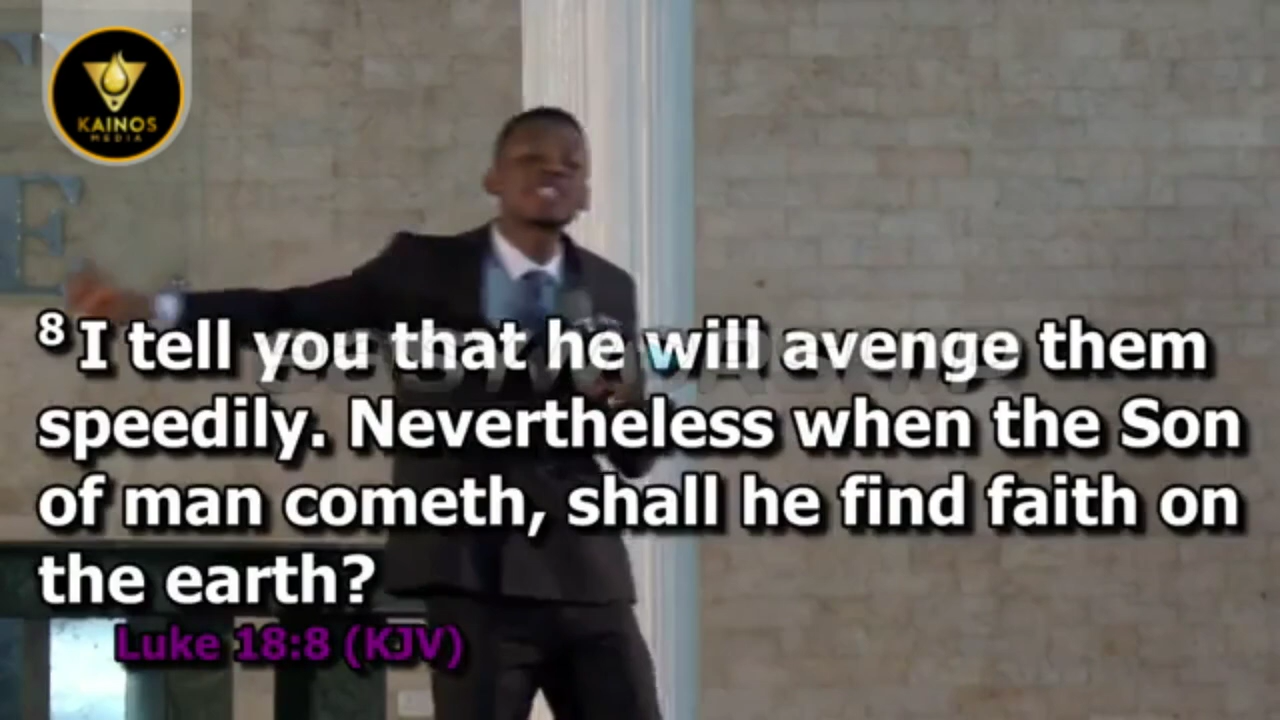 KAINOS
MEDIA
E
8 I tell you that he will avenge them
speedily. Nevertheless when the Son
of man cometh, shall he find faith on
the earth?
Luke 18:8 (KJV)